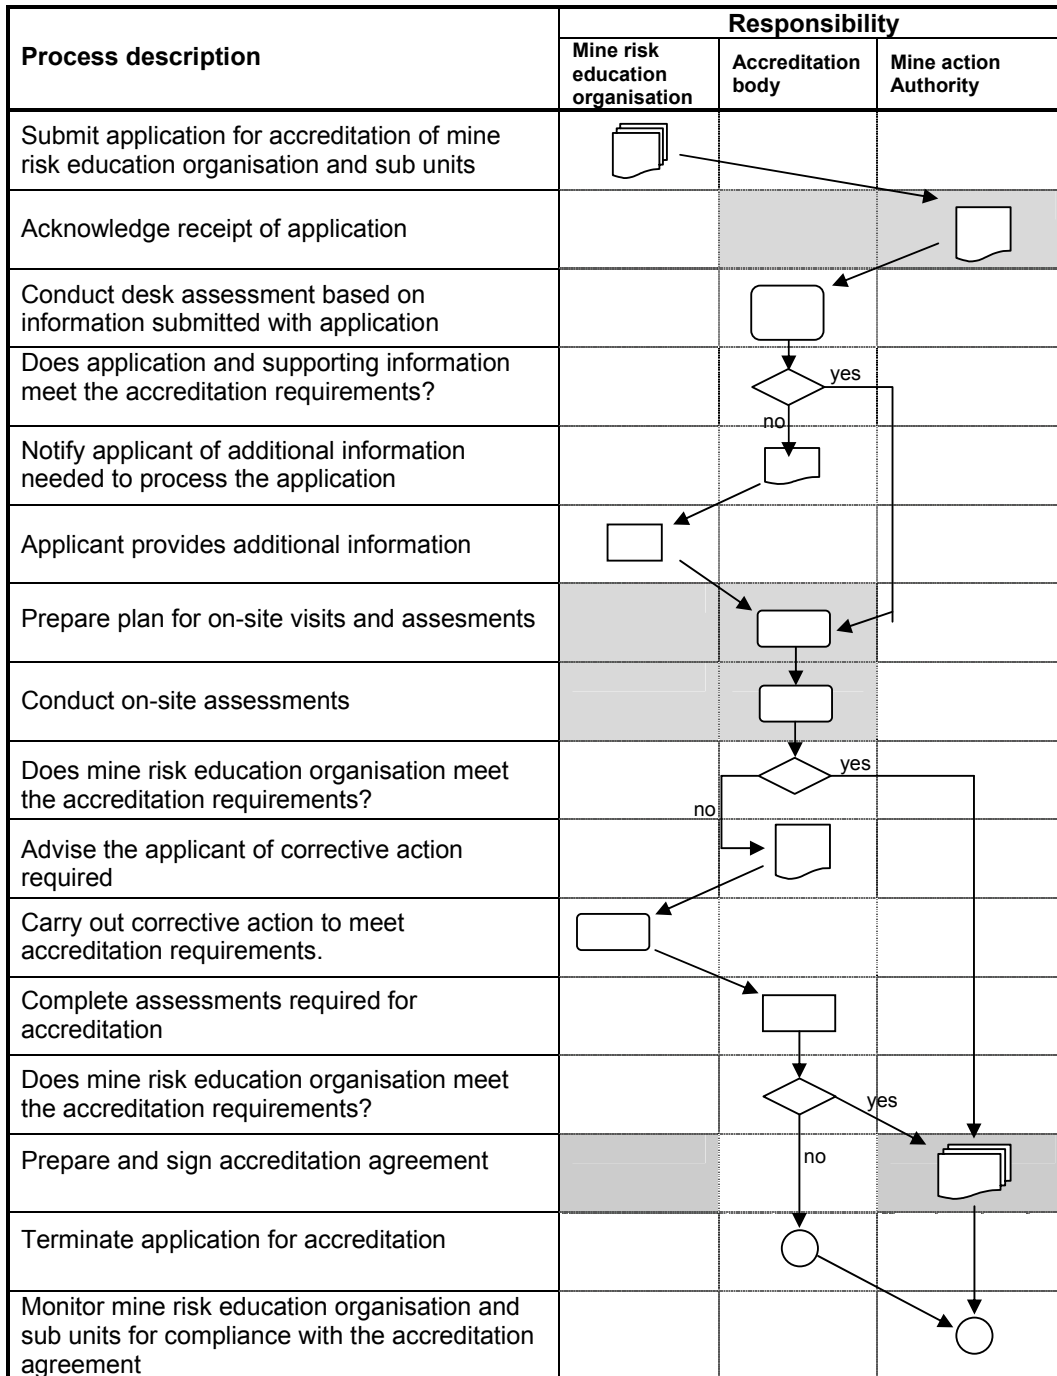 Process description
Responsibility
Mine risk
education
organisation
Accreditation
body
Mine action
Authority
Submit application for accreditation of mine
risk education organisation and sub units
Acknowledge receipt of application
Conduct desk assessment based on
information submitted with application
Does application and supporting information
meet the accreditation requirements?
yes
no
Notify applicant of additional information
needed to process the application
Applicant provides additional information
Prepare plan for on-site visits and assesments
Conduct on-site assessments
Does mine risk education organisation meet
the accreditation requirements?
yes
no
Advise the applicant of corrective action
required
Carry out corrective action to meet
accreditation requirements.
Complete assessments required for
accreditation
Does mine risk education organisation meet
the accreditation requirements?
yes
Prepare and sign accreditation agreement
no
Terminate application for accreditation
Monitor mine risk education organisation and
sub units for compliance with the accreditation
agreement